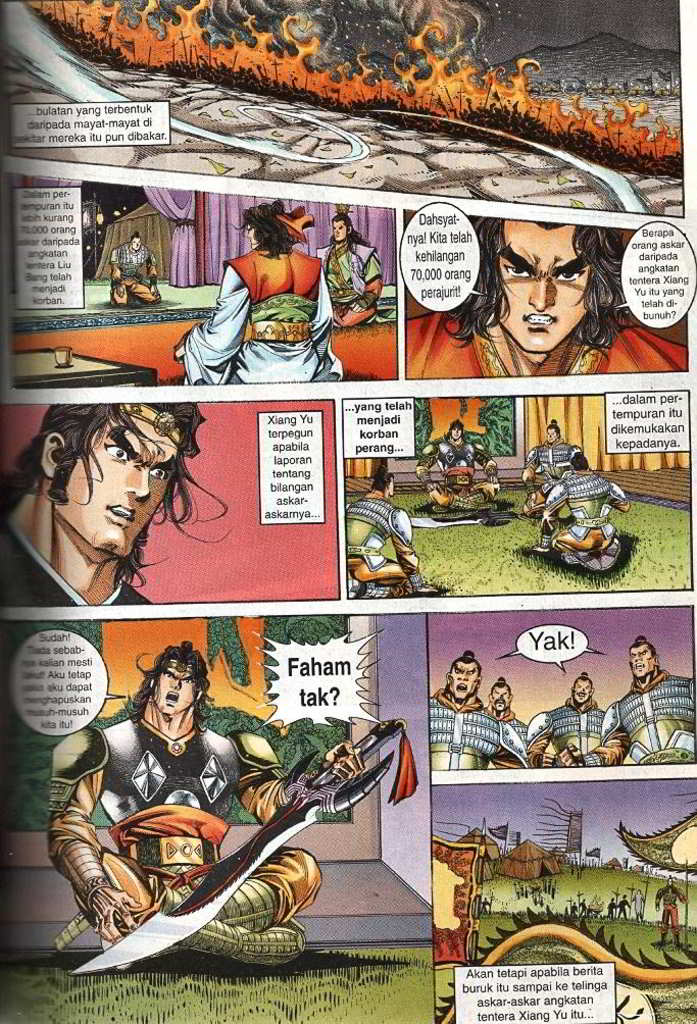 ...bulatan yang terbentuk
daripada mayat-mayat di
sekitar mereka itu pun dibakar.
Dalam per-
tempuran itu
lebih kurang
70,000 orang
askar daripada
angkatan
tentera Liu
Bang telah
menjadi
korban.
Dahsyat-
nya! Kita telah
kehilangan
70,000 orang
perajurit!
Berapa
orang askar
daripada
angkatan
tentera Xiang
Yu itu yang
telah di-
bunuh?
Xiang Yu
terpegun
apabila
laporan
tentang
bilangan
askar-
askarnya...
...yang telah
menjadi
korban
perang...
...dalam per-
tempuran itu
dikemukakan
kepadanya.
Sudah!
Tiada sebab-
nya kalian mesti
takut! Aku tetap
aku dapat
menghapuskan
musuh-musuh
kita itu!
Faham
tak?
Yak!
Akan tetapi apabila berita
buruk itu sampai ke telinga
askar-askar angkatan
tentera Xiang Yu itu...